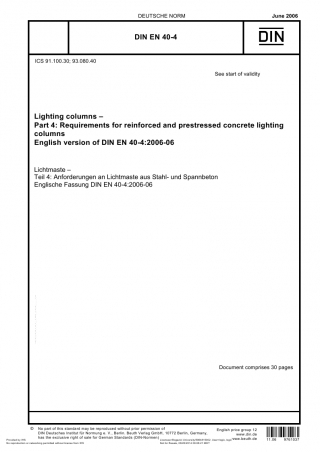 DEUTSCHE NORM
June 2006
DIN EN 40-4
DIN
ICS 91.100.30, 93.080.40
See start of validity
Lighting columns –
Part 4: Requirements for reinforced and prestressed concrete lighting
columns
English version of DIN EN 40-4:2006-06
Lichtmaste –
Teil 4: Anforderungen an Lichtmaste aus Stahl- und Spannbeton
Englische Fassung DIN EN 40-4:2006-06
Document comprises 30 pages
© No part of this standard may be reproduced without prior permission of
DIN Deutsches Institut für Normung e. V., Berlin. Beuth Verlag GmbH, 10772 Berlin, Germany,
has the exclusive right of sale for German Standards (DIN-Normen).
English price group 12
www.din.de
www.beuth.de
11.06
9761037